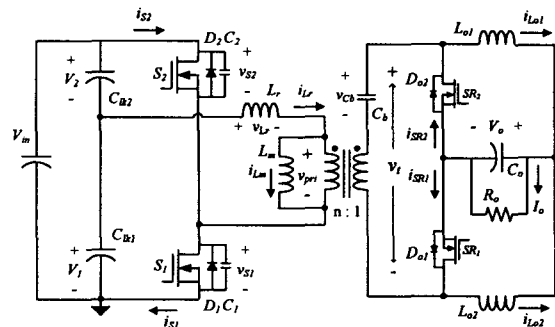 i_S2
D_2 C_2
L_o1
i_Lo1
+
V_2
-
C_lk2
S_2
+
v_S2
-
L_r
i_Lr
+
v_Lr
-
+
v_Cb
-
C_b
+
v_t
-
D_o2
SR_2
i_SR2
i_SR1
- V_o +
C_o
R_o
I_o
V_in
L_m
i_Lm
+
v_pri
-
n : 1
C_lk1
+
V_1
-
S_1
+
v_S1
-
D_o1
SR_1
D_1 C_1
i_S1
L_o2
i_Lo2